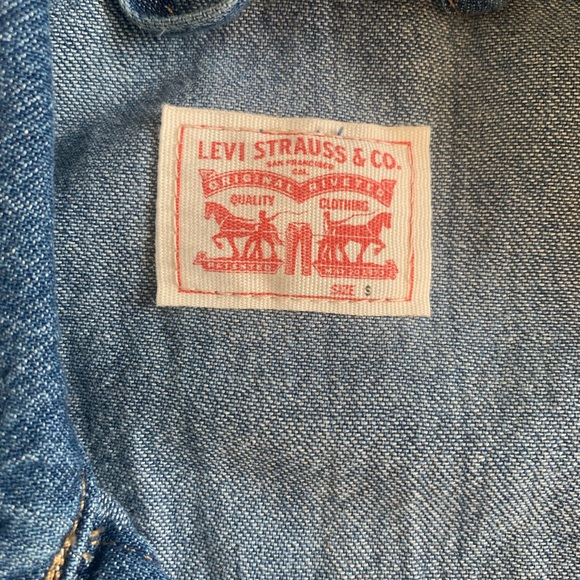 LEVI STRAUSS & CO.
SAN FRANCISCO
CAL.
ORIGINAL RIVETED
QUALITY CLOTHING
SIZE S